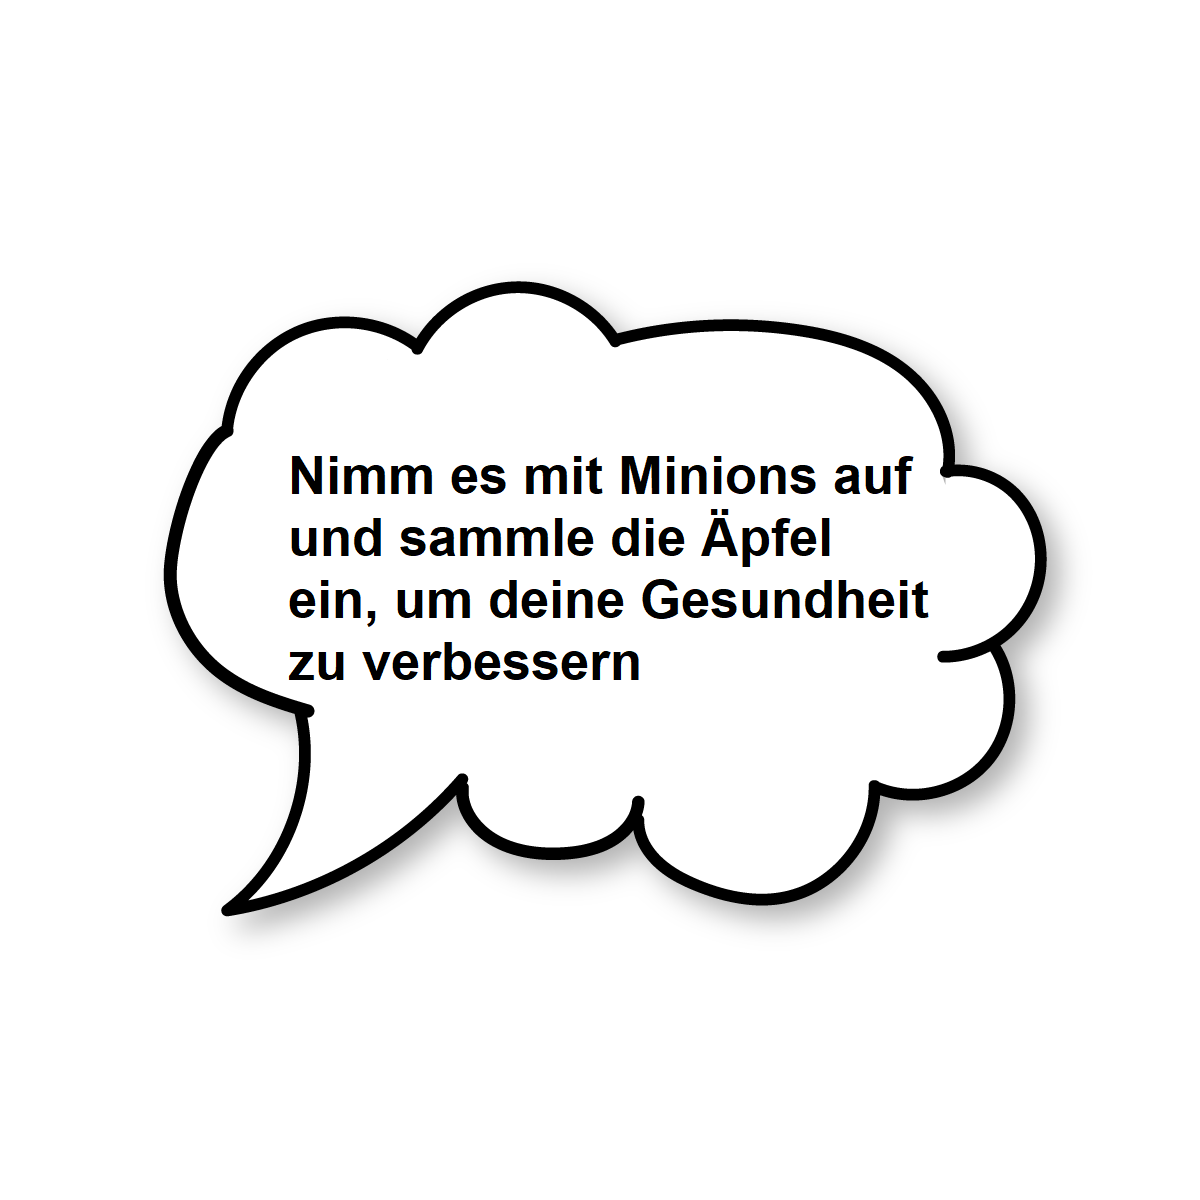 Nimm es mit Minions auf
und sammle die Äpfel
ein, um deine Gesundheit
zu verbessern